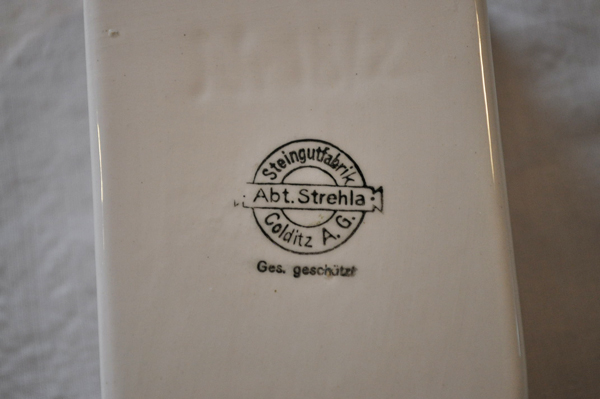 Steingutfabrik
Abt. Strehla
Colditz A. G.
Ges. geschützt